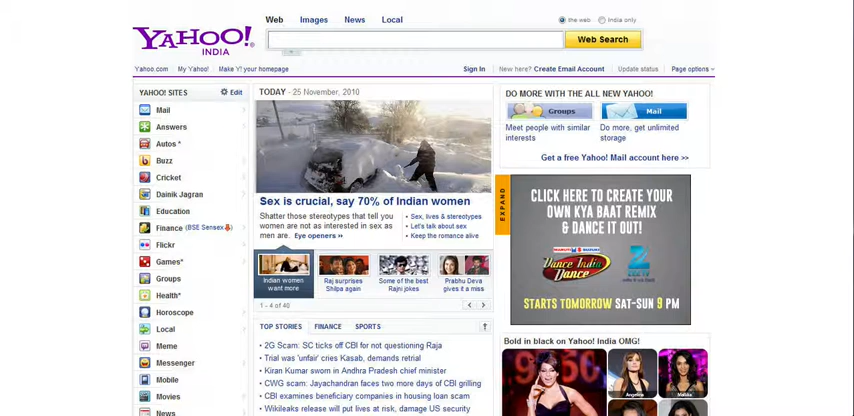 Web Images News Local
the web India only
YAHOO!
INDIA
Web Search
Yahoo.com My Yahoo! Make Y! your homepage
Sign In New here? Create Email Account Update status Page options
YAHOO! SITES Edit
Mail
Answers
Autos *
Buzz
Cricket
Dainik Jagran
Education
Finance (BSE Sensex)
Flickr
Games*
Groups
Health*
Horoscope
Local
Meme
Messenger
Mobile
Movies
News
TODAY - 25 November, 2010
Sex is crucial, say 70% of Indian women
Shatter those stereotypes that tell you
women are not as interested in sex as
men are. Eye openers »
• Sex, lives & stereotypes
• Let's talk about sex
• Keep the romance alive
Indian women
want more
Raj surprises
Shilpa again
Some of the best
Rajni jokes
Prabhu Deva
gives it a miss
1 - 4 of 40
TOP STORIES FINANCE SPORTS
• 2G Scam: SC ticks off CBI for not questioning Raja
• Trial was 'unfair' cries Kasab, demands retrial
• Kiran Kumar sworn in Andhra Pradesh chief minister
• CWG scam: Jayachandran faces two more days of CBI grilling
• CBI examines beneficiary companies in housing loan scam
• Wikileaks release will put lives at risk, damage US security
DO MORE WITH THE ALL NEW YAHOO!
Groups
Meet people with similar
interests
Mail
Do more, get unlimited
storage
Get a free Yahoo! Mail account here >>
EXPAND
CLICK HERE TO CREATE YOUR
OWN KYA BAAT REMIX
& DANCE IT OUT!
MARUTI SUZUKI
Dance India
Dance
ZEE TV
STARTS TOMORROW SAT-SUN 9 PM
Bold in black on Yahoo! India OMG!
Angelina
Mallika